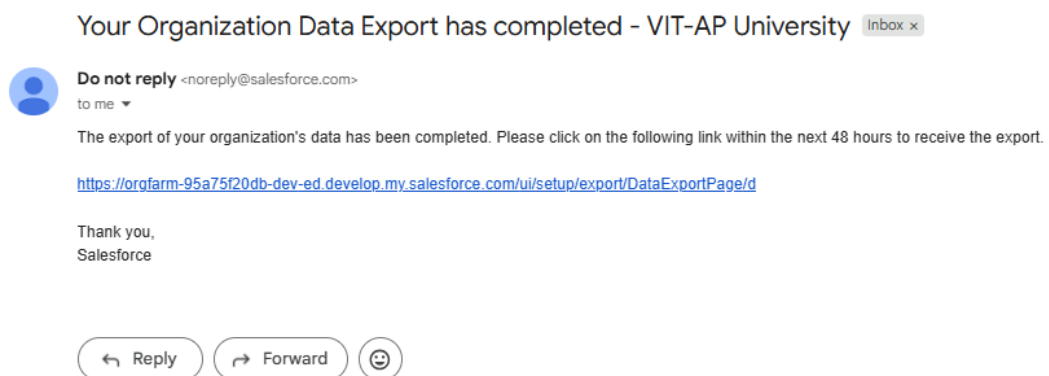 Your Organization Data Export has completed - VIT-AP University Inbox ×
Do not reply <noreply@salesforce.com>
to me
The export of your organization's data has been completed. Please click on the following link within the next 48 hours to receive the export.
https://orgfarm-95a75f20db-dev-ed.develop.my.salesforce.com/ui/setup/export/DataExportPage/d
Thank you,
Salesforce
Reply Forward